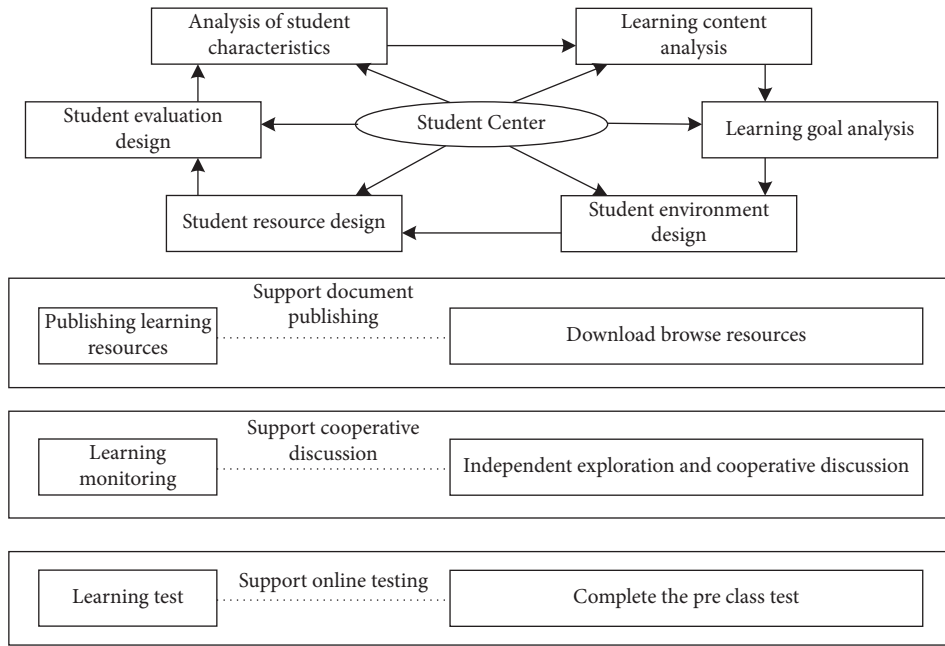 Analysis of student
characteristics
Learning content
analysis
Student evaluation
design
Student Center
Learning goal analysis
Student resource design
Student environment
design
Support document
publishing
Publishing learning
resources
Download browse resources
Support cooperative
discussion
Learning
monitoring
Independent exploration and cooperative discussion
Support online testing
Learning test
Complete the pre class test